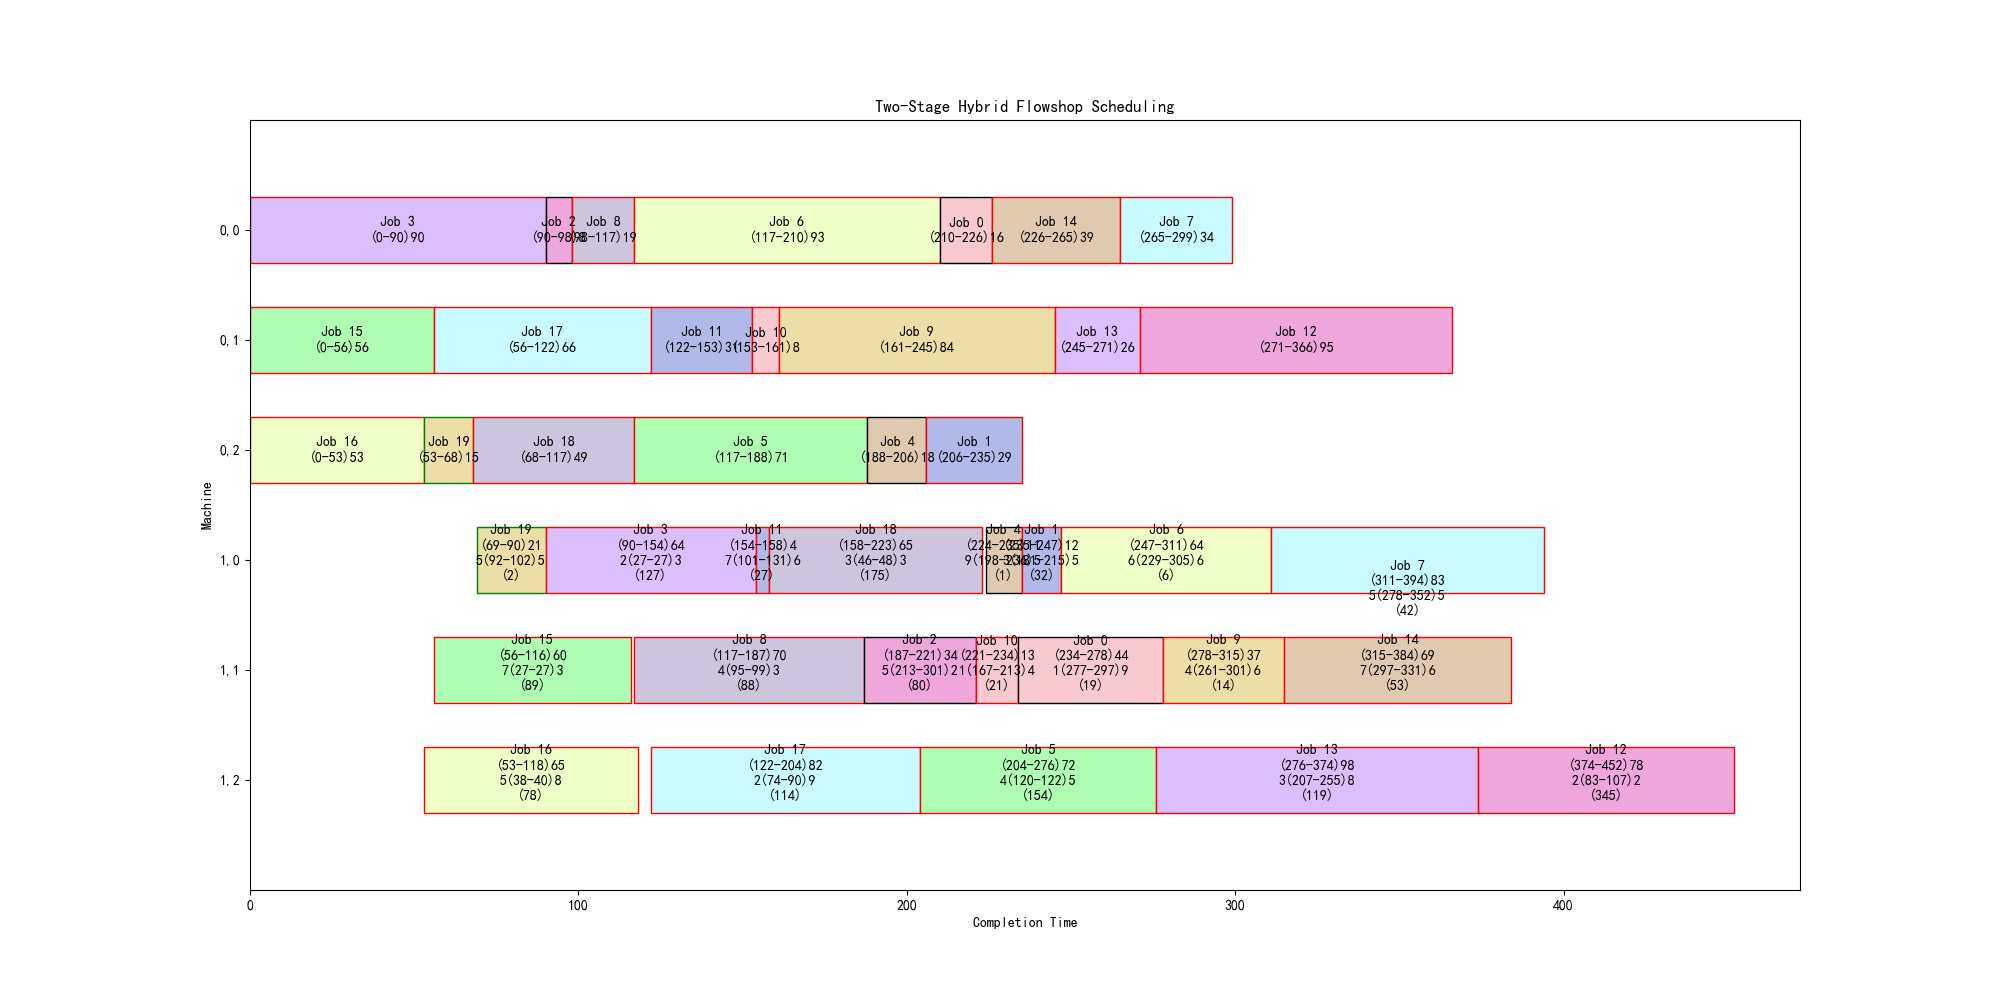 Two-Stage Hybrid Flowshop Scheduling
0,0
Job 3
(0-90)90
Job 2
(90-98)8
Job 8
(98-117)19
Job 6
(117-210)93
Job 0
(210-226)16
Job 14
(226-265)39
Job 7
(265-299)34
0,1
Job 15
(0-56)56
Job 17
(56-122)66
Job 11
(122-153)31
Job 10
(153-161)8
Job 9
(161-245)84
Job 13
(245-271)26
Job 12
(271-366)95
0,2
Job 16
(0-53)53
Job 19
(53-68)15
Job 18
(68-117)49
Job 5
(117-188)71
Job 4
(188-206)18
Job 1
(206-235)29
1,0
Job 19
(69-90)21
5(92-102)5
(2)
Job 3
(90-154)64
2(27-27)3
(127)
Job 11
(154-158)4
7(101-131)6
(27)
Job 18
(158-223)65
3(46-48)3
(175)
Job 4
(224-235)11
(1)
Job 1
(235-247)12
(32)
Job 6
(247-311)64
6(229-305)6
(6)
Job 7
(311-394)83
5(278-352)5
(42)
1,1
Job 15
(56-116)60
7(27-27)3
(89)
Job 8
(117-187)70
4(95-99)3
(88)
Job 2
(187-221)34
5(213-301)2
(80)
Job 10
(221-234)13
1(167-213)4
(21)
Job 0
(234-278)44
1(277-297)9
(19)
Job 9
(278-315)37
4(261-301)6
(14)
Job 14
(315-384)69
7(297-331)6
(53)
1,2
Job 16
(53-118)65
5(38-40)8
(78)
Job 17
(122-204)82
2(74-90)9
(114)
Job 5
(204-276)72
4(120-122)5
(154)
Job 13
(276-374)98
3(207-255)8
(119)
Job 12
(374-452)78
2(83-107)2
(345)
Machine
0
100
200
300
400
Completion Time